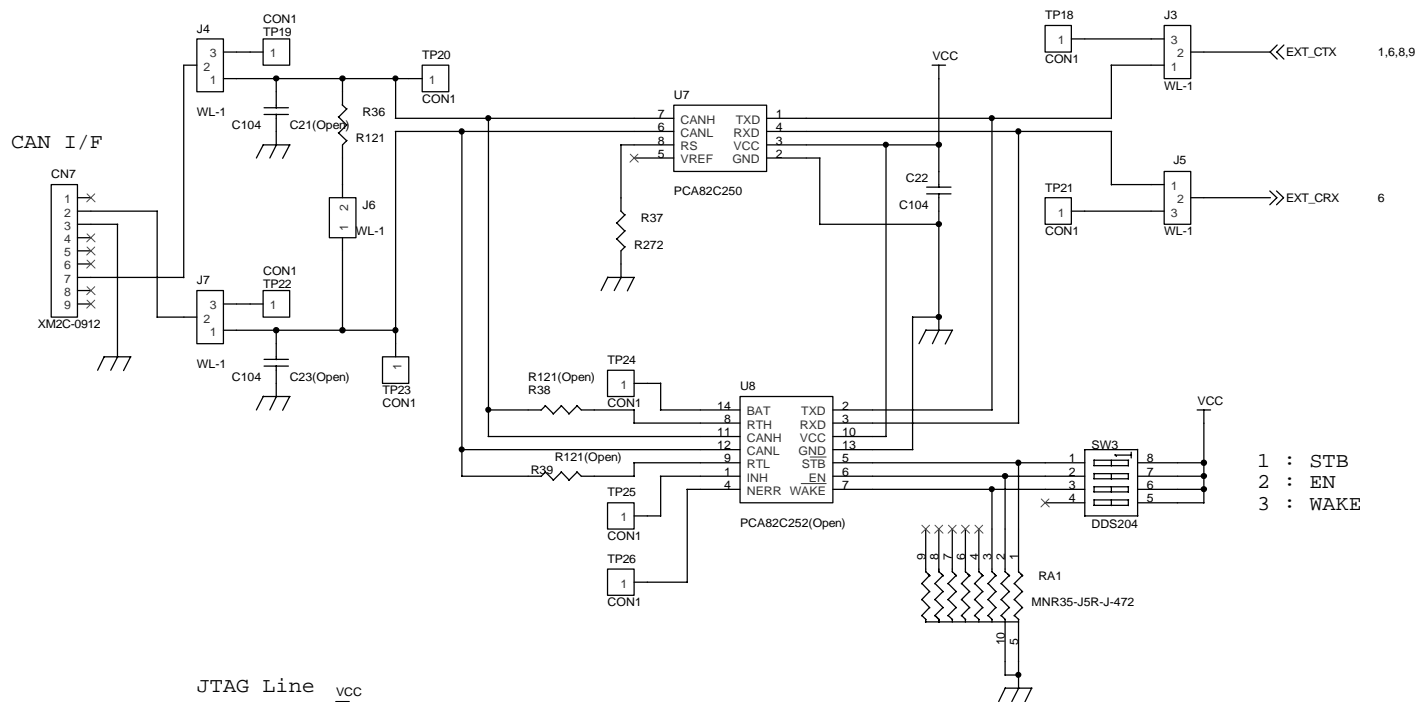 CON1
TP19
J4
3
2
1
1
WL-1
C104
C21(Open)
R36
R121
TP20
1
CON1
CAN I/F
CN7
1
2
3
4
5
6
7
8
9
XM2C-0912
J6
2
1
WL-1
CON1
TP22
1
J7
3
2
1
WL-1
C104
C23(Open)
1
TP23
CON1
U7
7 CANH TXD 1
6 CANL RXD 4
8 RS VCC 3
5 VREF GND 2
PCA82C250
R37
R272
VCC
C22
C104
TP18
1
CON1
J3
3
2
1
WL-1
EXT_CTX 1,6,8,9
J5
1
2
3
WL-1
TP21
1
CON1
EXT_CRX 6
R121(Open)
R38
R121(Open)
R39
TP24
1
CON1
TP25
1
CON1
TP26
1
CON1
U8
14 BAT TXD 2
8 RTH RXD 3
11 CANH VCC 10
12 CANL GND 13
9 RTL STB 5
1 INH EN 6
4 NERR WAKE 7
PCA82C252(Open)
VCC
SW3
1 8
2 7
3 6
4 5
1
DDS204
1 : STB
2 : EN
3 : WAKE
9 8 7 6 4 3 2 1
RA1
MNR35-J5R-J-472
10 5
JTAG Line
VCC